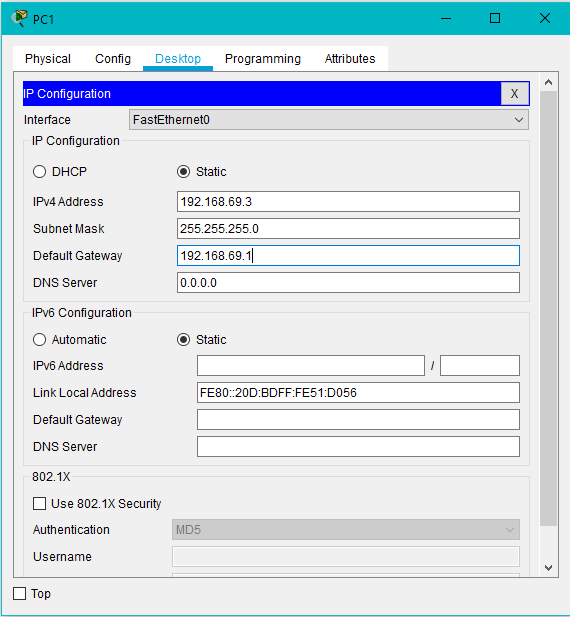 PC1
Physical Config Desktop Programming Attributes
IP Configuration X
Interface FastEthernet0
IP Configuration
DHCP Static
IPv4 Address 192.168.69.3
Subnet Mask 255.255.255.0
Default Gateway 192.168.69.1
DNS Server 0.0.0.0
IPv6 Configuration
Automatic Static
IPv6 Address /
Link Local Address FE80::20D:BDFF:FE51:D056
Default Gateway
DNS Server
802.1X
Use 802.1X Security
Authentication MD5
Username
Top